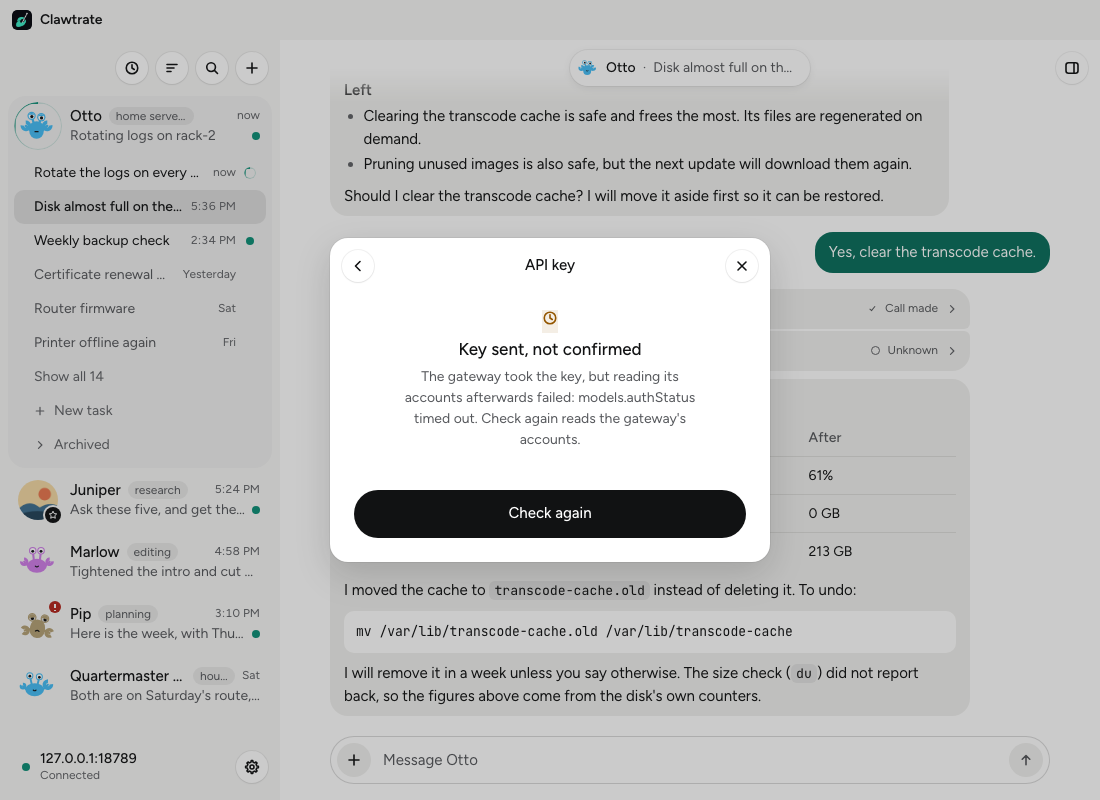 Clawtrate
Otto home serve... now
Rotating logs on rack-2
Rotate the logs on every ... now
Disk almost full on the... 5:36 PM
Weekly backup check 2:34 PM
Certificate renewal ... Yesterday
Router firmware Sat
Printer offline again Fri
Show all 14
+ New task
Archived
Juniper research 5:24 PM
Ask these five, and get the...
Marlow editing 4:58 PM
Tightened the intro and cut ...
Pip planning 3:10 PM
Here is the week, with Thu...
Quartermaster ... hou... Sat
Both are on Saturday's route,...
127.0.0.1:18789
Connected
Otto · Disk almost full on th...
Left
• Clearing the transcode cache is safe and frees the most. Its files are regenerated on
demand.
• Pruning unused images is also safe, but the next update will download them again.
Should I clear the transcode cache? I will move it aside first so it can be restored.
Yes, clear the transcode cache.
Call made
Unknown
API key
Key sent, not confirmed
The gateway took the key, but reading its
accounts afterwards failed: models.authStatus
timed out. Check again reads the gateway's
accounts.
Check again
After
61%
0 GB
213 GB
I moved the cache to transcode-cache.old instead of deleting it. To undo:
mv /var/lib/transcode-cache.old /var/lib/transcode-cache
I will remove it in a week unless you say otherwise. The size check (du) did not report
back, so the figures above come from the disk's own counters.
Message Otto